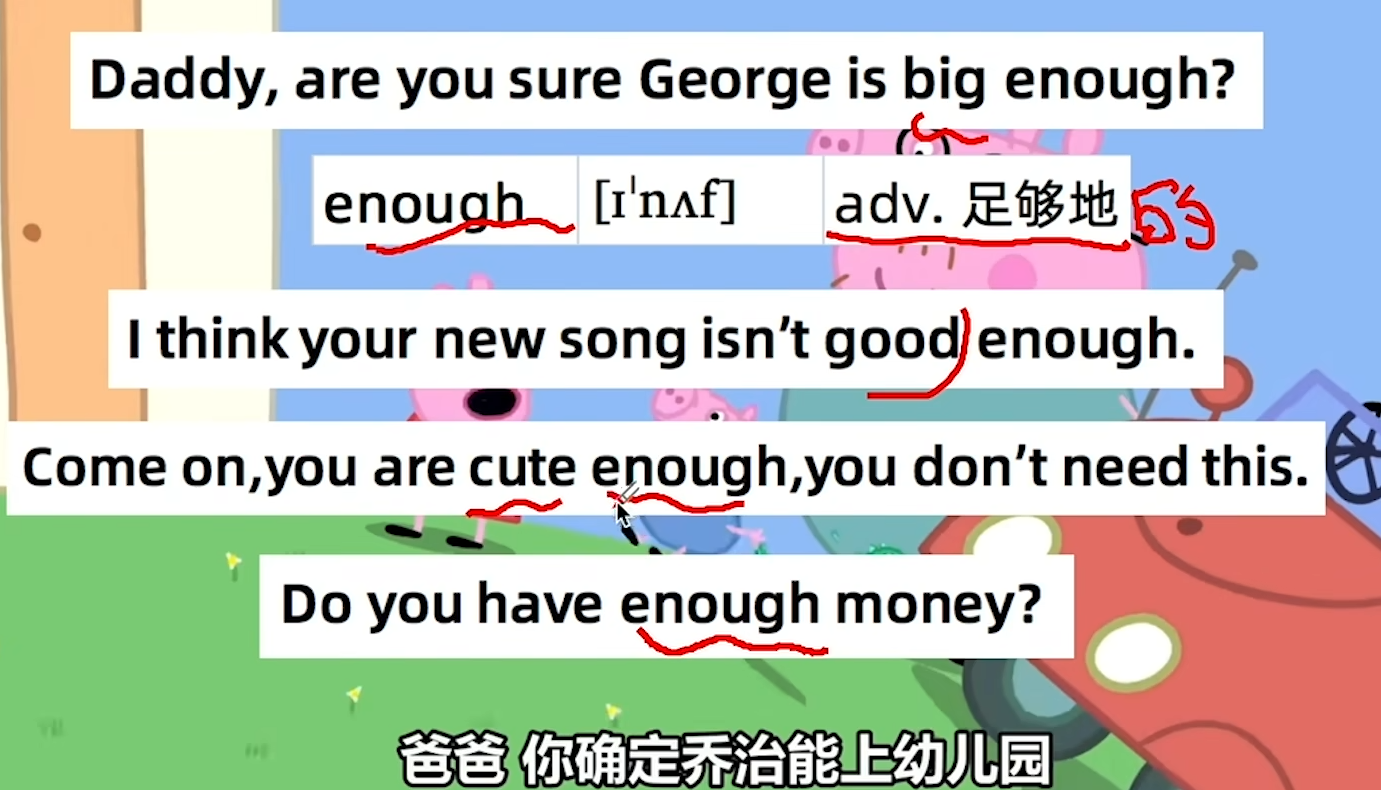 Daddy, are you sure George is big enough?
enough [ɪˈnʌf] adv. 足够地 的
I think your new song isn’t good enough.
Come on,you are cute enough,you don’t need this.
Do you have enough money?
爸爸 你确定乔治能上幼儿园